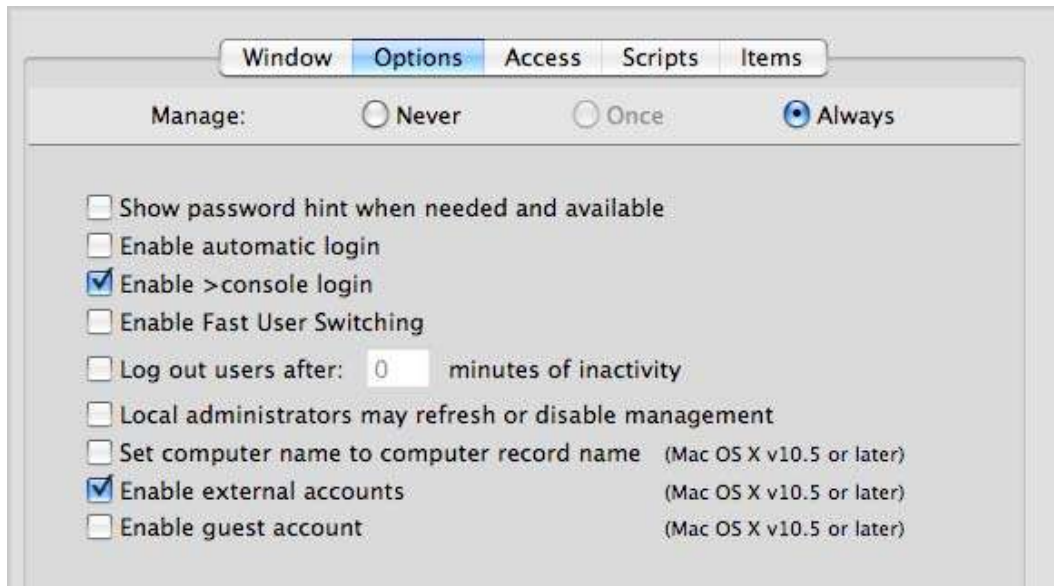 Window Options Access Scripts Items
Manage: Never Once Always
Show password hint when needed and available
Enable automatic login
Enable >console login
Enable Fast User Switching
Log out users after: 0 minutes of inactivity
Local administrators may refresh or disable management
Set computer name to computer record name (Mac OS X v10.5 or later)
Enable external accounts (Mac OS X v10.5 or later)
Enable guest account (Mac OS X v10.5 or later)